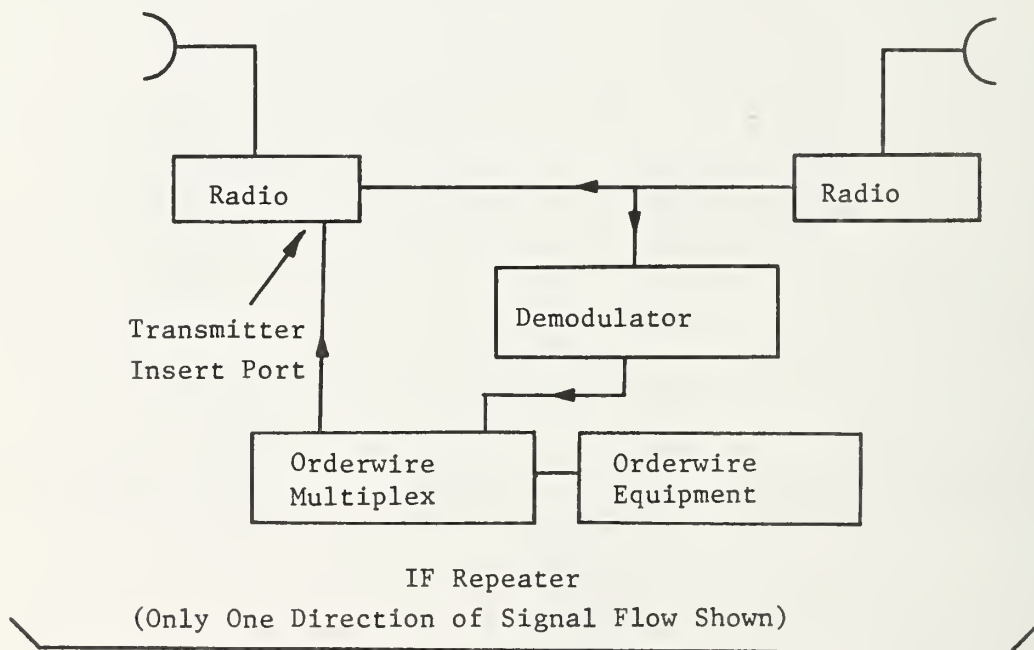 Radio
Radio
Demodulator
Transmitter
Insert Port
Orderwire
Multiplex
Orderwire
Equipment
IF Repeater
(Only One Direction of Signal Flow Shown)